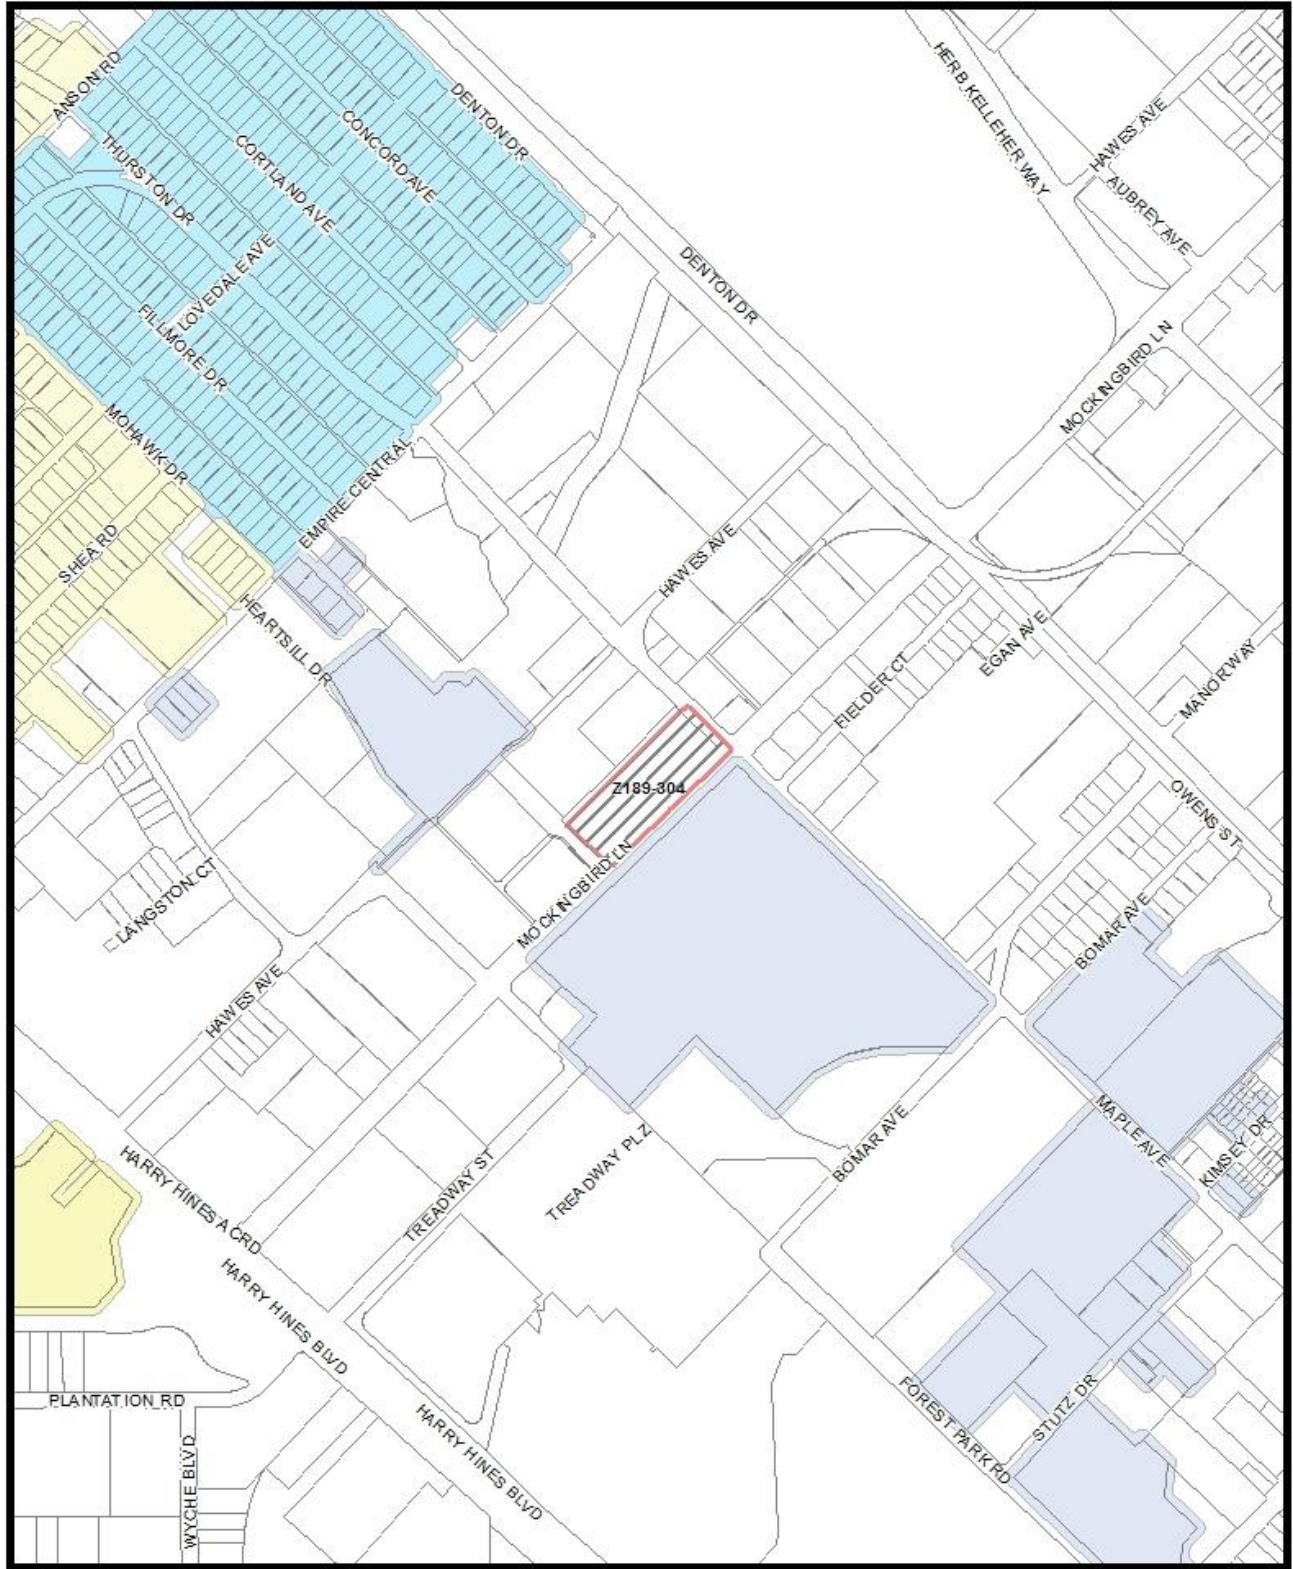 HERB KELLEHER WAY
ANSON RD
DENTON DR
HAWES AVE
CONCORD AVE
THURSTON DR
CORTLAND AVE
AUBREY AVE
LOVEDALE AVE
DENTON DR
FILLMORE DR
MOCKINGBIRD LN
MOHAWK DR
EMPIRE CENTRAL
SHEA RD
HAWES AVE
HEARTSILL DR
EGAN AVE
FIELDER CT
MANORWAY
Z189-304
OWENS ST
LANGSTON CT
MOCKINGBIRD LN
BOMAR AVE
HAWES AVE
MAPLE AVE
KIMSEY DR
BOMAR AVE
TREADWAY PLZ
TREADWAY ST
HARRY HINES A CRD
HARRY HINES BLVD
PLANTATION RD
FOREST PARK RD
STUTZ DR
HARRY HINES BLVD
WYCHE BLVD